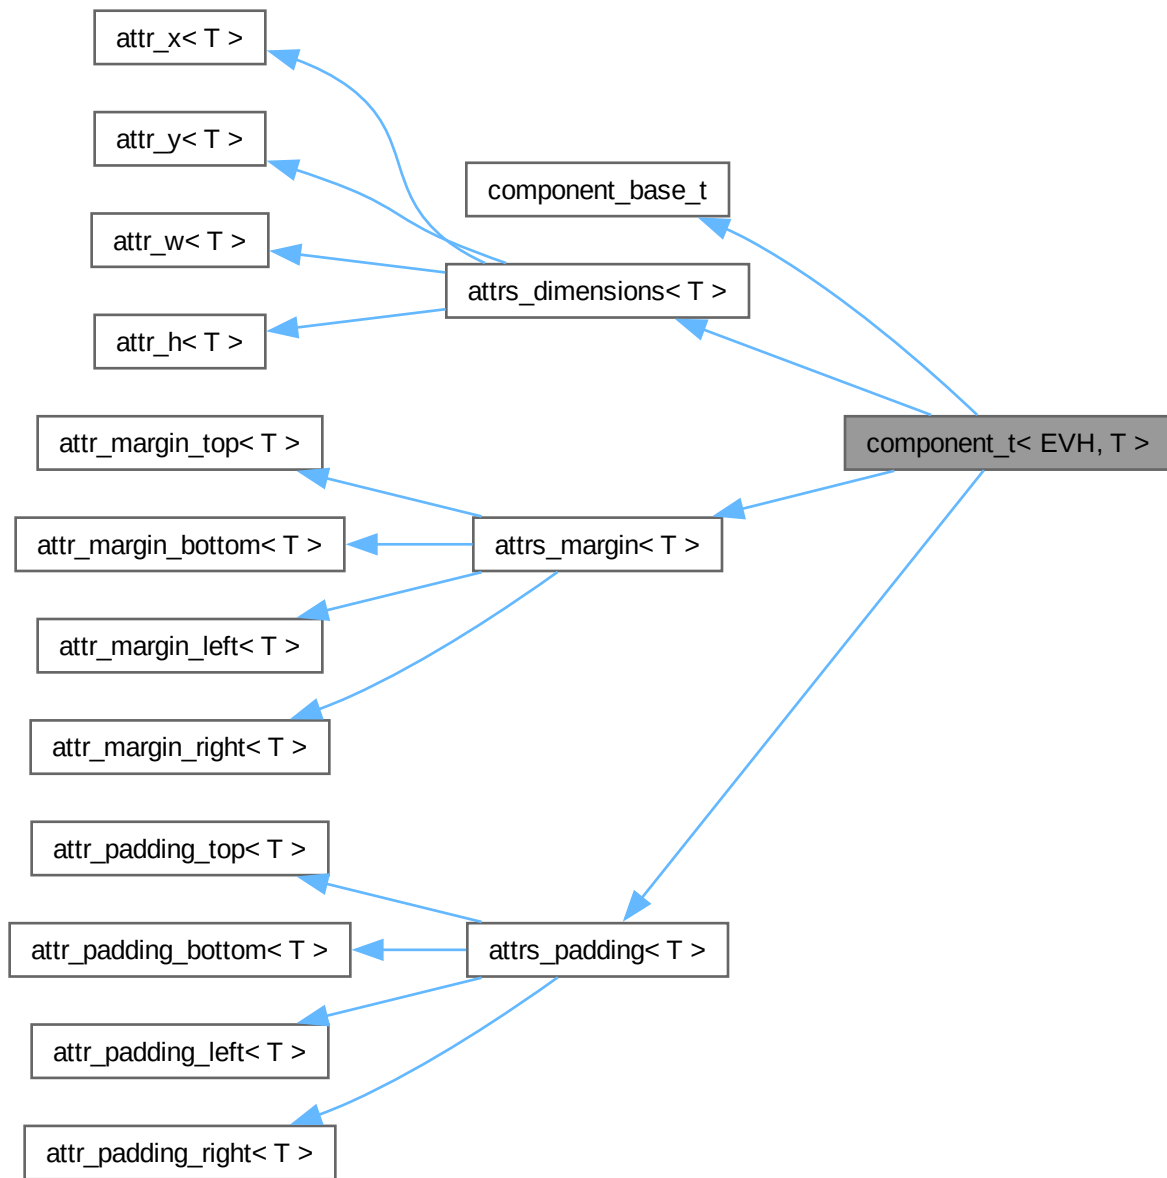 attr_x< T >
attr_y< T >
component_base_t
attr_w< T >
attrs_dimensions< T >
attr_h< T >
attr_margin_top< T >
component_t< EVH, T >
attr_margin_bottom< T >
attrs_margin< T >
attr_margin_left< T >
attr_margin_right< T >
attr_padding_top< T >
attr_padding_bottom< T >
attrs_padding< T >
attr_padding_left< T >
attr_padding_right< T >